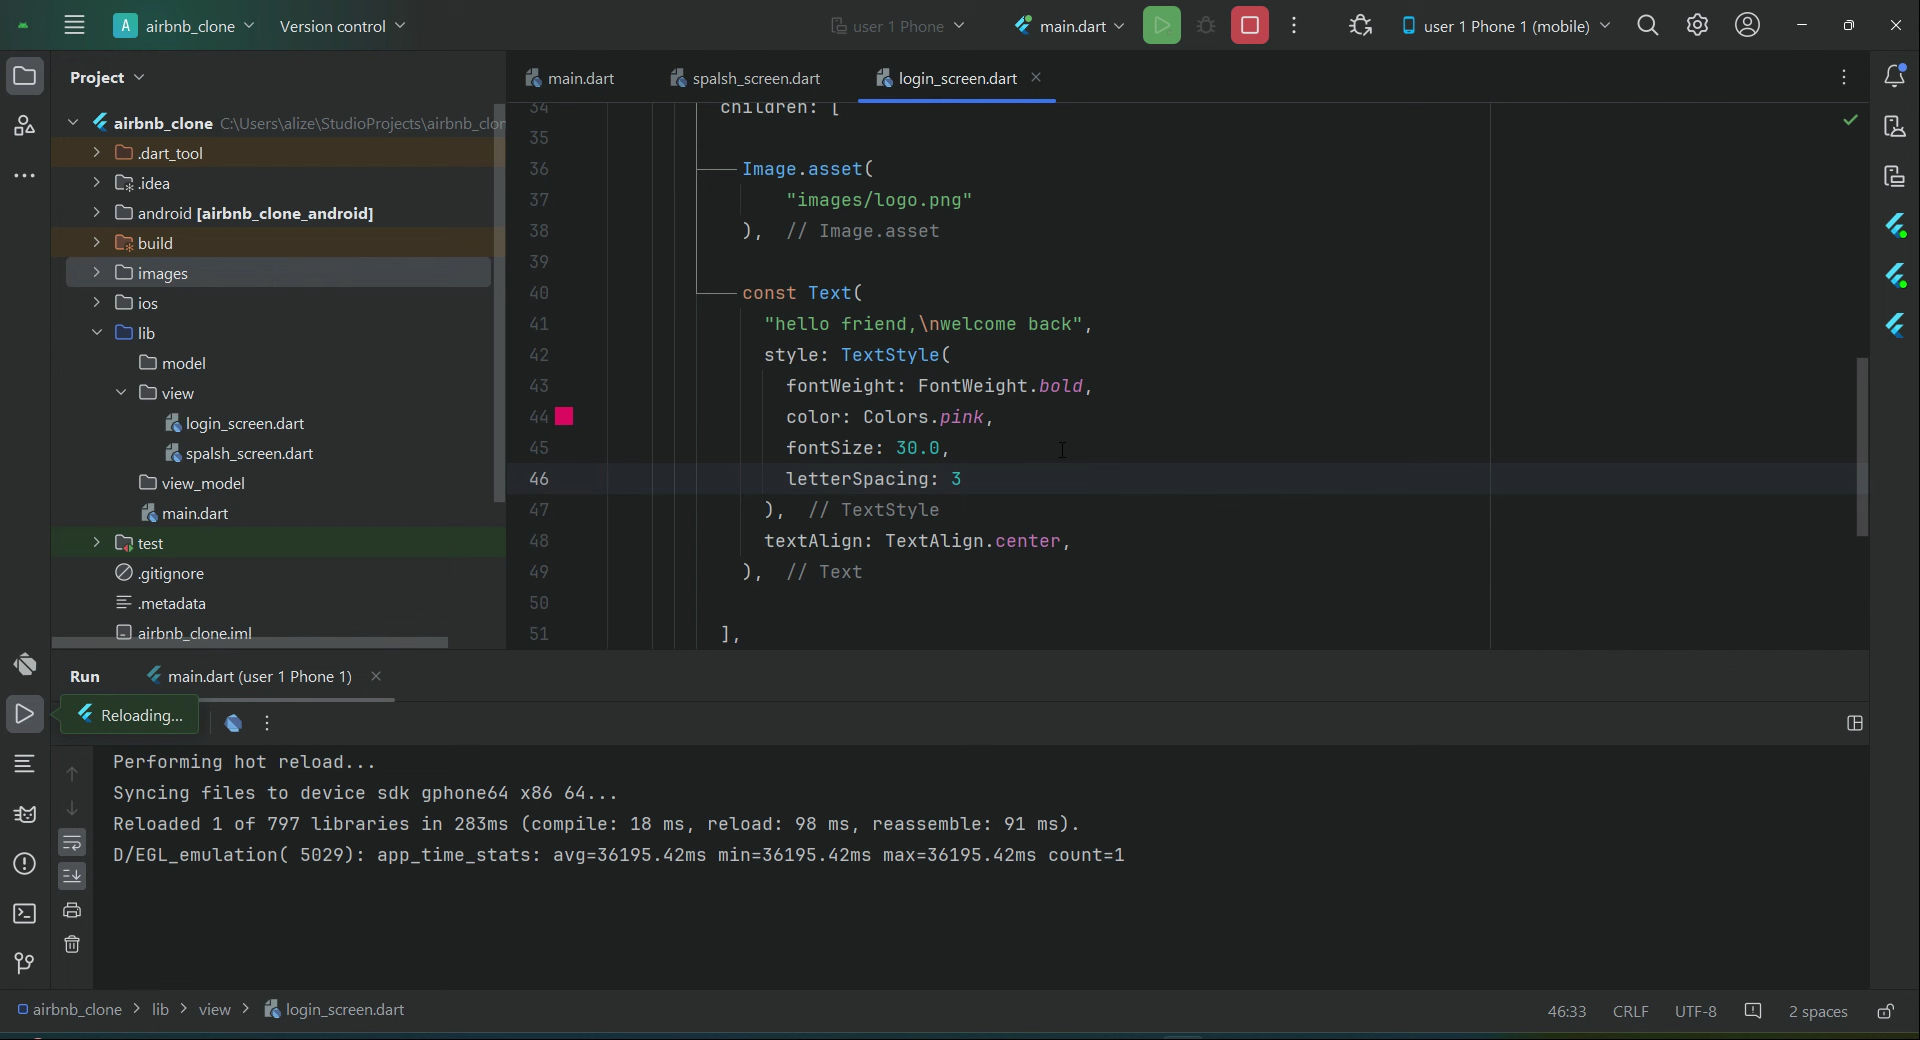 A airbnb_clone Version control user 1 Phone main.dart user 1 Phone 1 (mobile)
Project
main.dart spalsh_screen.dart login_screen.dart
airbnb_clone C:\Users\alize\StudioProjects\airbnb_clon
.dart_tool
.idea
android [airbnb_clone_android]
build
images
ios
lib
model
view
login_screen.dart
spalsh_screen.dart
view_model
main.dart
test
.gitignore
.metadata
airbnb_clone.iml
34 children: [
35
36 Image.asset(
37 "images/logo.png"
38 ), // Image.asset
39
40 const Text(
41 "hello friend,\nwelcome back",
42 style: TextStyle(
43 fontWeight: FontWeight.bold,
44 color: Colors.pink,
45 fontSize: 30.0,
46 letterSpacing: 3
47 ), // TextStyle
48 textAlign: TextAlign.center,
49 ), // Text
50
51 ],
Run main.dart (user 1 Phone 1)
Reloading...
Performing hot reload...
Syncing files to device sdk gphone64 x86 64...
Reloaded 1 of 797 libraries in 283ms (compile: 18 ms, reload: 98 ms, reassemble: 91 ms).
D/EGL_emulation( 5029): app_time_stats: avg=36195.42ms min=36195.42ms max=36195.42ms count=1
airbnb_clone > lib > view > login_screen.dart 46:33 CRLF UTF-8 2 spaces